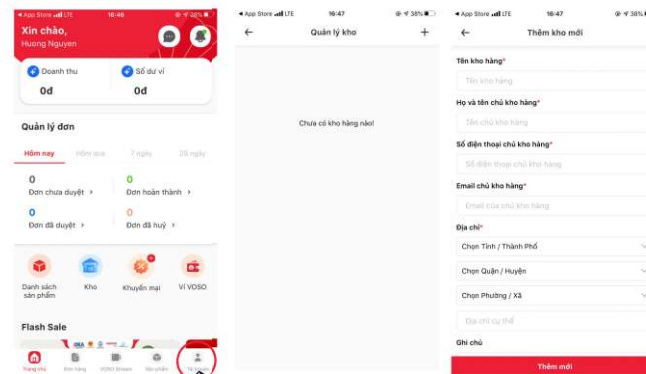 App Store LTE 16:46 38%
Xin chào,
Huong Nguyen
Doanh thu
Số dư ví
0đ
0đ
Quản lý đơn
Hôm nay Hôm qua 7 ngày 28 ngày
0
Đơn chưa duyệt
0
Đơn hoàn thành
0
Đơn đã duyệt
0
Đơn đã huỷ
Danh sách sản phẩm
Kho
Khuyến mại
Ví VOSO
Flash Sale
Trang chủ Đơn hàng VOSO Stream Sản phẩm Tài khoản
App Store LTE 16:47 38%
Quản lý kho
Chưa có kho hàng nào!
App Store LTE 16:47 38%
Thêm kho mới
Tên kho hàng*
Tên kho hàng
Họ và tên chủ kho hàng*
Tên chủ kho hàng
Số điện thoại chủ kho hàng*
Số điện thoại chủ kho hàng
Email chủ kho hàng*
Email của chủ kho hàng
Địa chỉ*
Chọn Tỉnh / Thành Phố
Chọn Quận / Huyện
Chọn Phường / Xã
Địa chỉ cụ thể
Ghi chú
Thêm mới